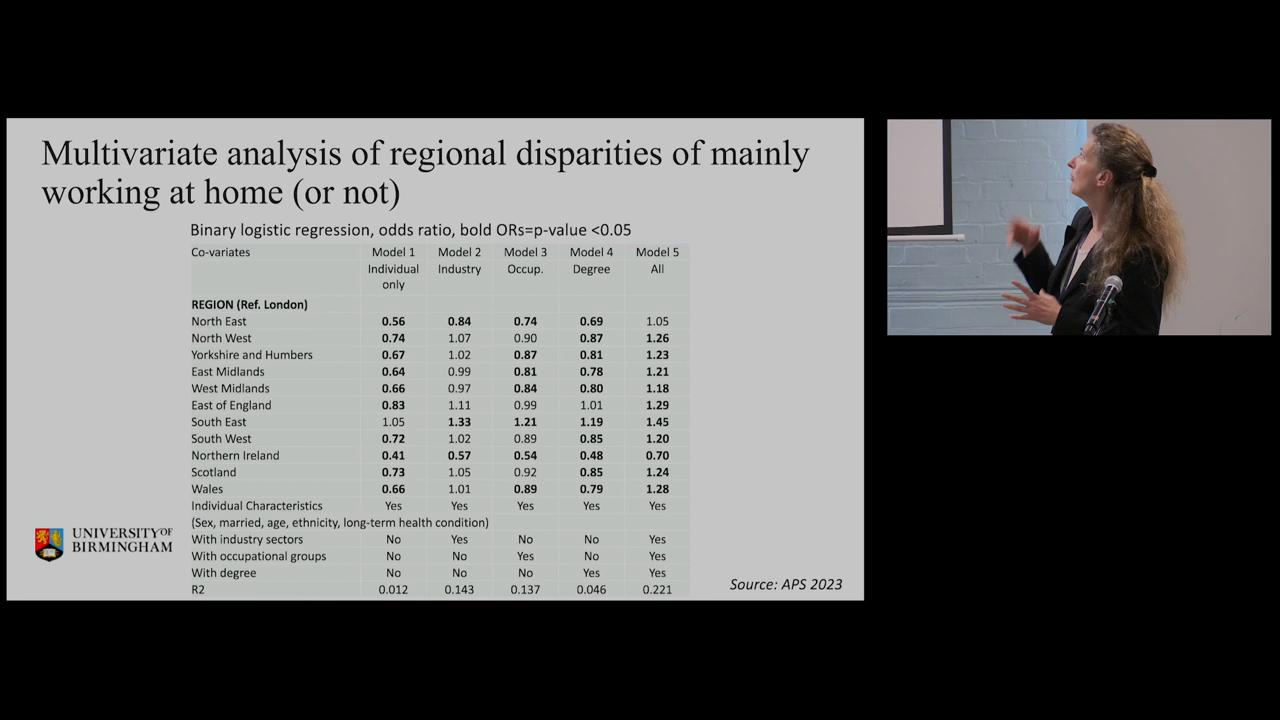 Multivariate analysis of regional disparities of mainly
working at home (or not)
Binary logistic regression, odds ratio, bold ORs=p-value <0.05
Co-variates Model 1 Model 2 Model 3 Model 4 Model 5
Individual Industry Occup. Degree All
only
REGION (Ref. London)
North East 0.56 0.84 0.74 0.69 1.05
North West 0.74 1.07 0.90 0.87 1.26
Yorkshire and Humbers 0.67 1.02 0.87 0.81 1.23
East Midlands 0.64 0.99 0.81 0.78 1.21
West Midlands 0.66 0.97 0.84 0.80 1.18
East of England 0.83 1.11 0.99 1.01 1.29
South East 1.05 1.33 1.21 1.19 1.45
South West 0.72 1.02 0.89 0.85 1.20
Northern Ireland 0.41 0.57 0.54 0.48 0.70
Scotland 0.73 1.05 0.92 0.85 1.24
Wales 0.66 1.01 0.89 0.79 1.28
Individual Characteristics Yes Yes Yes Yes Yes
(Sex, married, age, ethnicity, long-term health condition)
With industry sectors No Yes No No Yes
With occupational groups No No Yes No Yes
With degree No No No Yes Yes
R2 0.012 0.143 0.137 0.046 0.221
UNIVERSITY OF
BIRMINGHAM
Source: APS 2023